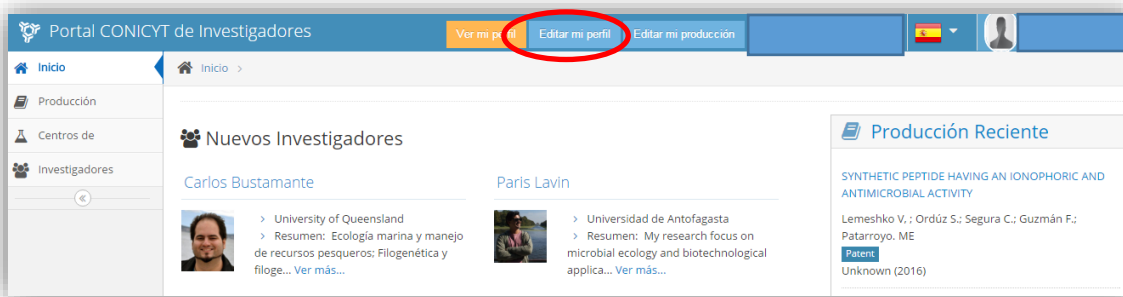 Portal CONICYT de Investigadores
Ver mi perfil
Editar mi perfil
Editar mi producción
Inicio
Producción
Centros de
Investigadores
Inicio >
Nuevos Investigadores
Carlos Bustamante
> University of Queensland
> Resumen: Ecología marina y manejo
de recursos pesqueros; Filogenética y
filoge... Ver más...
Paris Lavin
> Universidad de Antofagasta
> Resumen: My research focus on
microbial ecology and biotechnological
applica... Ver más...
Producción Reciente
SYNTHETIC PEPTIDE HAVING AN IONOPHORIC AND
ANTIMICROBIAL ACTIVITY
Lemeshko V, ; Ordúz S.; Segura C.; Guzmán F.;
Patarroyo. ME
Patent
Unknown (2016)